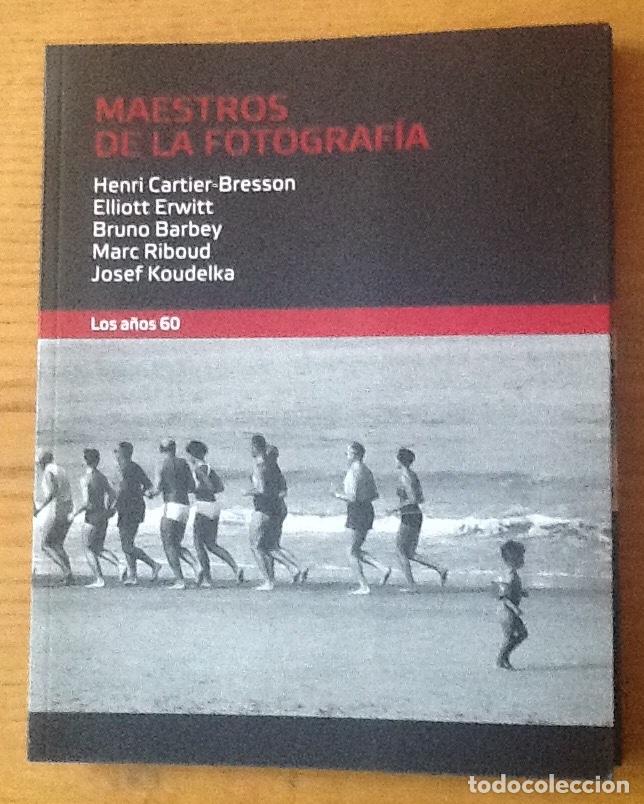 MAESTROS
DE LA FOTOGRAFÍA
Henri Cartier-Bresson
Elliott Erwitt
Bruno Barbey
Marc Riboud
Josef Koudelka
Los años 60
todocoleccion